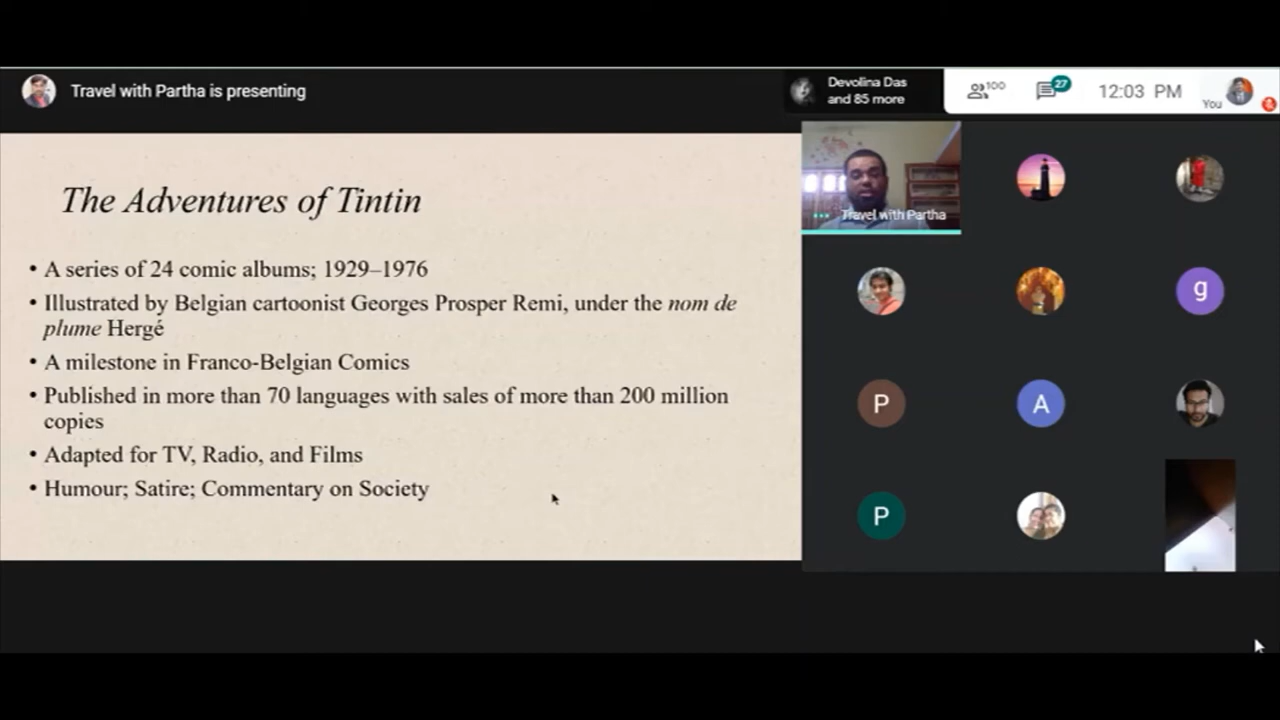 Travel with Partha is presenting
Devolina Das
and 85 more
100
27
12:03 PM
You
The Adventures of Tintin
• A series of 24 comic albums; 1929–1976
• Illustrated by Belgian cartoonist Georges Prosper Remi, under the nom de
plume Hergé
• A milestone in Franco-Belgian Comics
• Published in more than 70 languages with sales of more than 200 million
copies
• Adapted for TV, Radio, and Films
• Humour; Satire; Commentary on Society
Travel with Partha
g
P
A
P